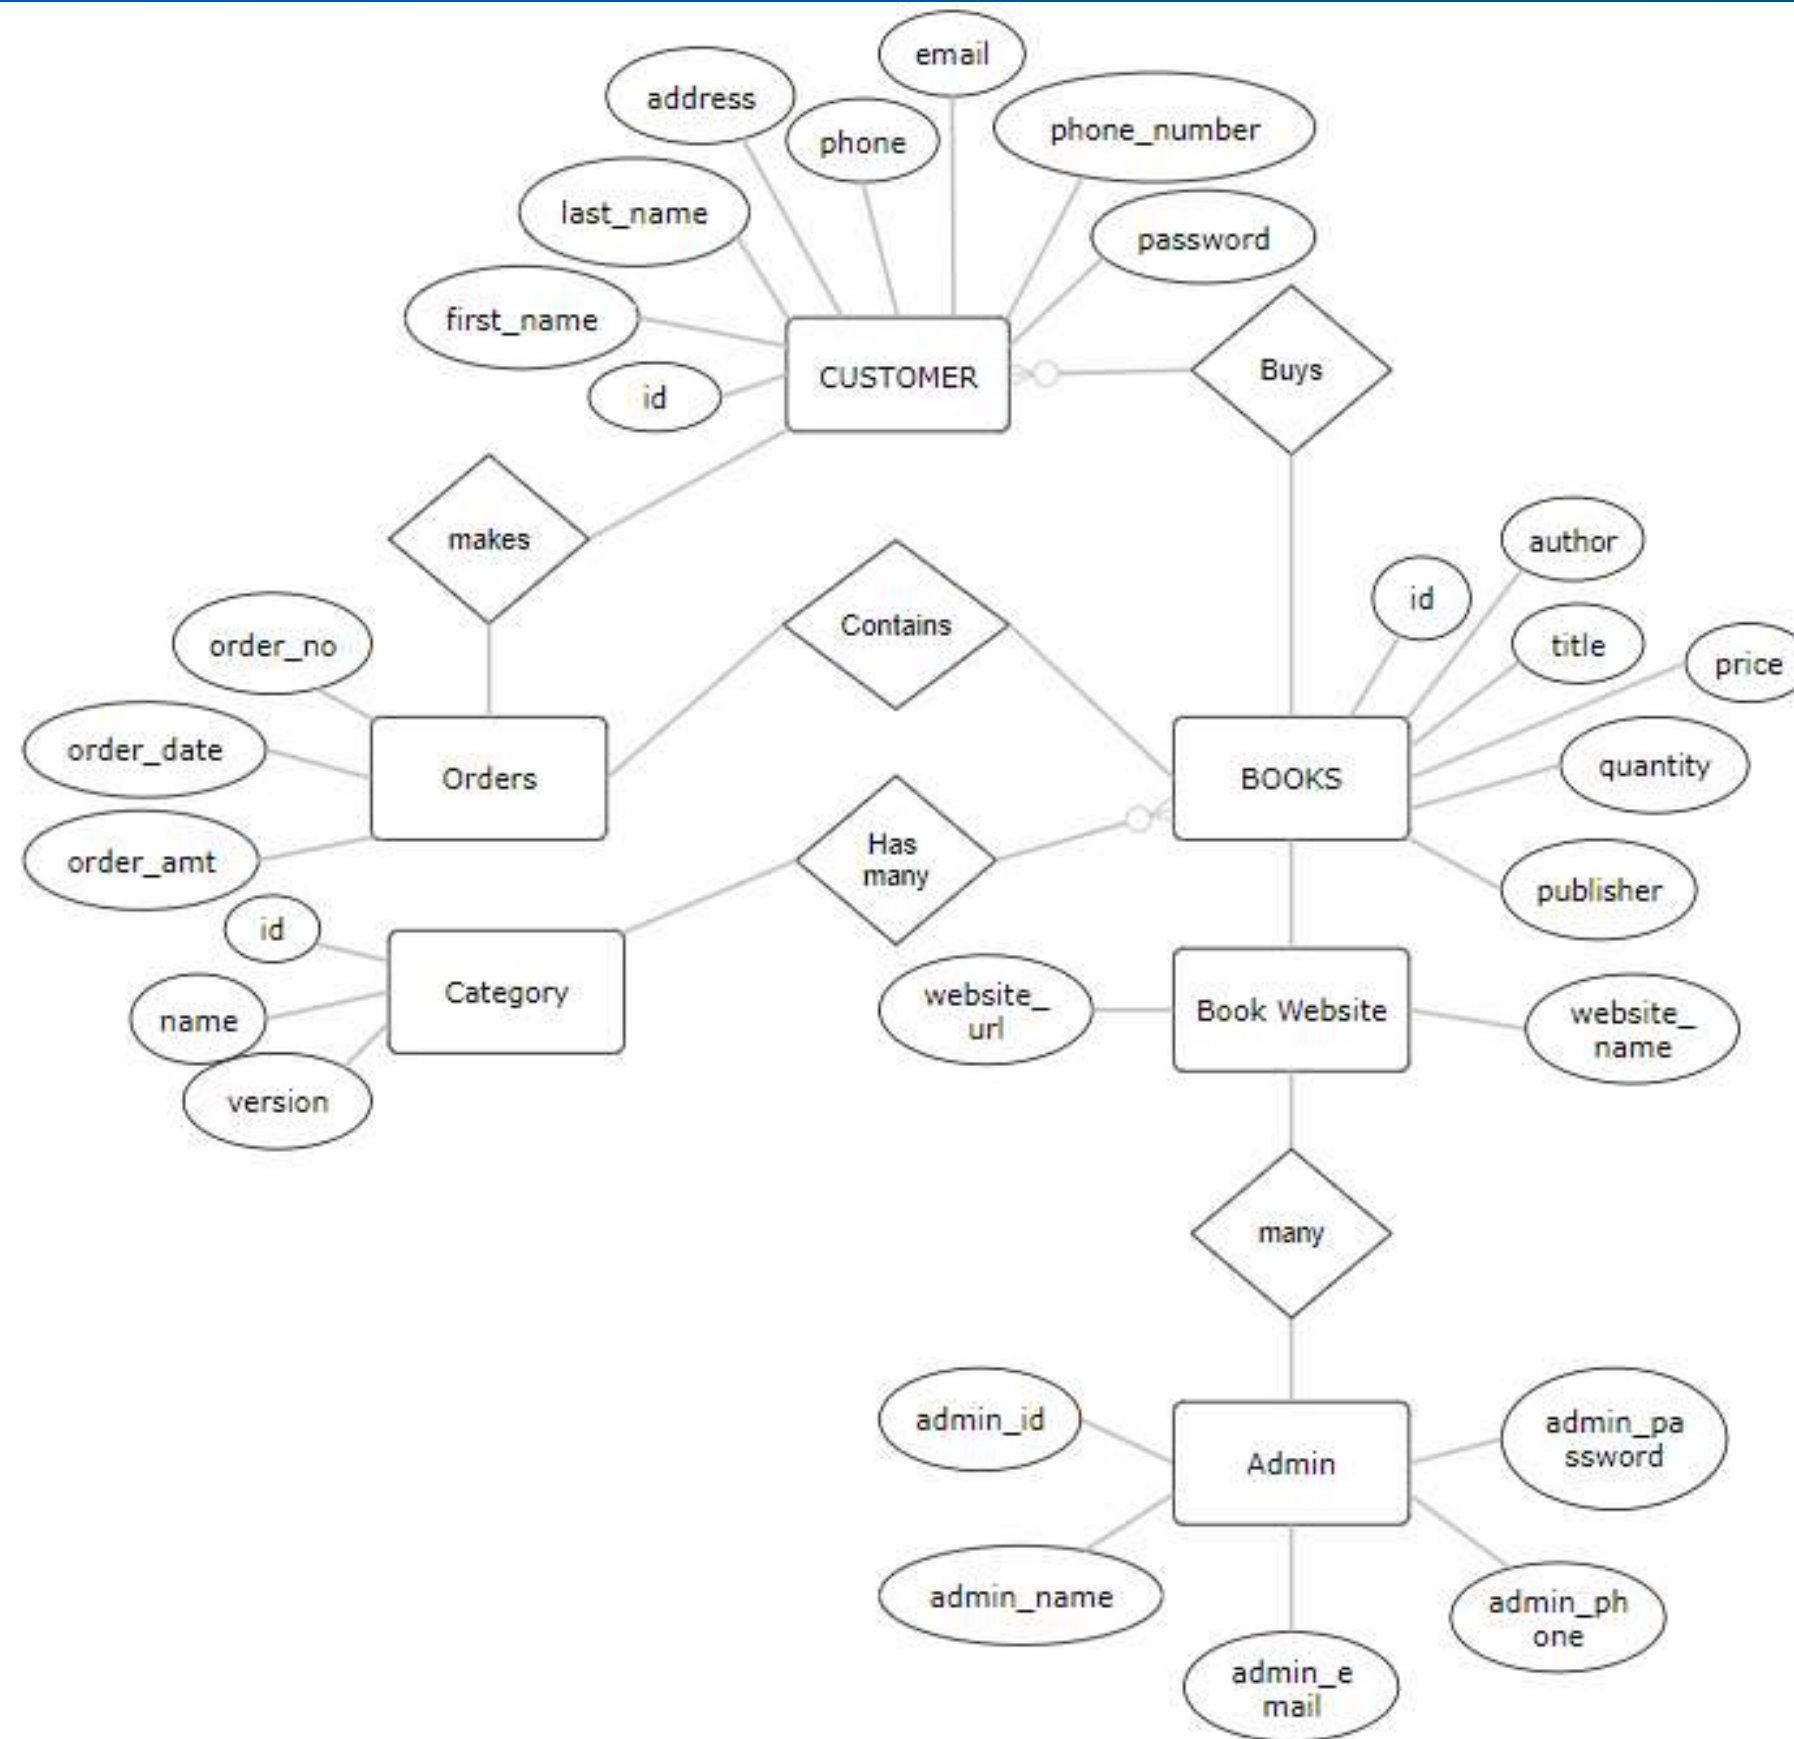 email
address
phone_number
phone
last_name
password
first_name
CUSTOMER
Buys
id
makes
author
Contains
id
order_no
title
price
order_date
Orders
BOOKS
quantity
order_amt
Has
many
publisher
id
Category
name
website_
url
Book Website
website_
name
version
many
admin_id
Admin
admin_pa
ssword
admin_name
admin_ph
one
admin_e
mail